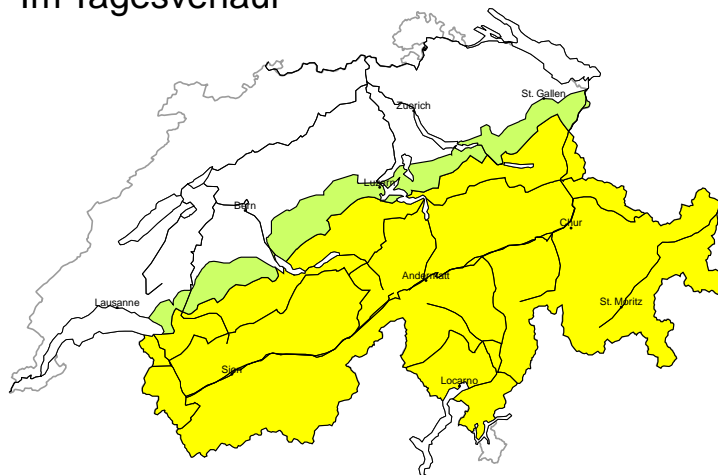 im Tagesverlauf
St. Gallen
Zuerich
Luzern
Bern
Chur
Andermatt
Lausanne
St. Moritz
Sion
Locarno